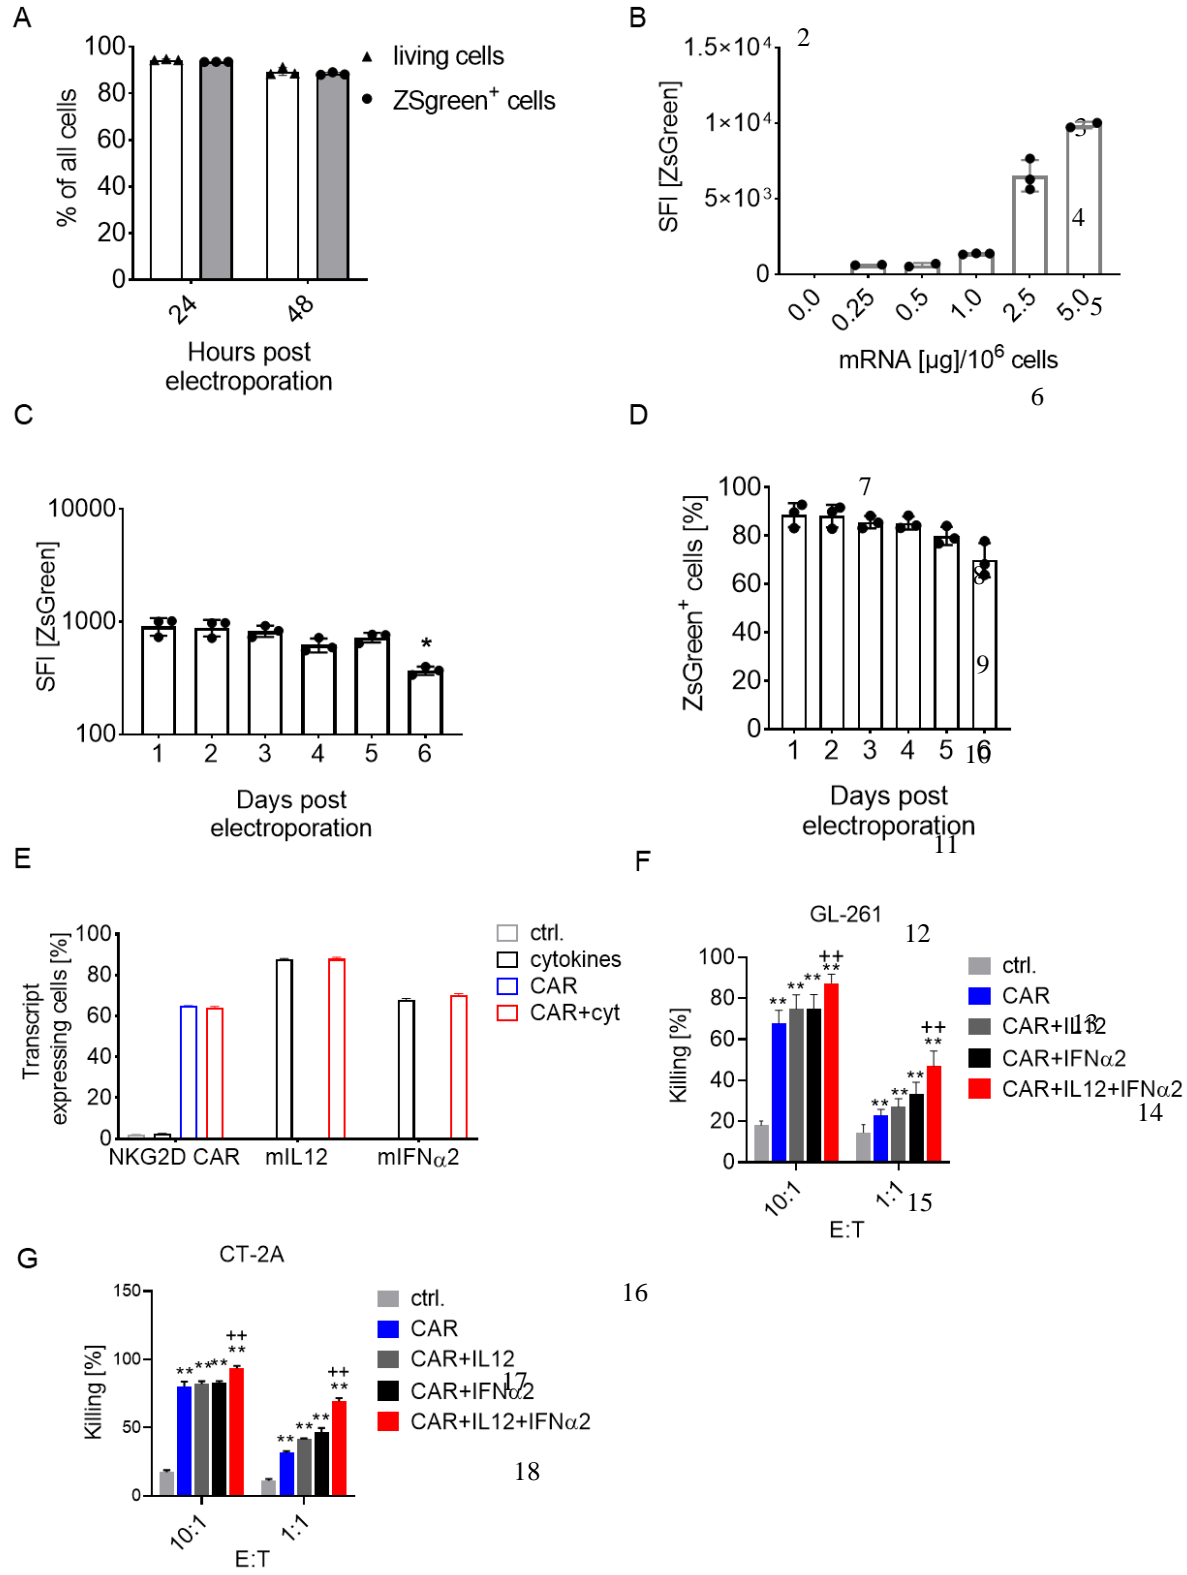 A
100
80
60
40
20
0
% of all cells
24
48
Hours post
electroporation
living cells
ZSgreen⁺ cells
B
2
1.5×10⁴
1×10⁴
5×10³
0
SFI [ZsGreen]
3
4
0.0
0.25
0.5
1.0
2.5
5.0
5
mRNA [µg]/10⁶ cells
6
C
10000
1000
100
SFI [ZsGreen]
*
1 2 3 4 5 6
Days post
electroporation
D
7
100
80
60
40
20
0
ZsGreen⁺ cells [%]
8
9
1 2 3 4 5 6
10
Days post
electroporation
11
E
100
80
60
40
20
0
Transcript
expressing cells [%]
NKG2D CAR
mIL12
mIFNα2
ctrl.
cytokines
CAR
CAR+cyt
F
GL-261
12
100
80
60
40
20
0
Killing [%]
** ** ** ++ **
** ** ** ++ **
10:1
1:1
15
E:T
ctrl.
CAR
CAR+IL12
13
CAR+IFNα2
CAR+IL12+IFNα2
14
G
CT-2A
16
150
100
50
0
Killing [%]
** ** ** ++ **
** ** ** ++ **
10:1
1:1
E:T
ctrl.
CAR
CAR+IL12
17
CAR+IFNα2
CAR+IL12+IFNα2
18